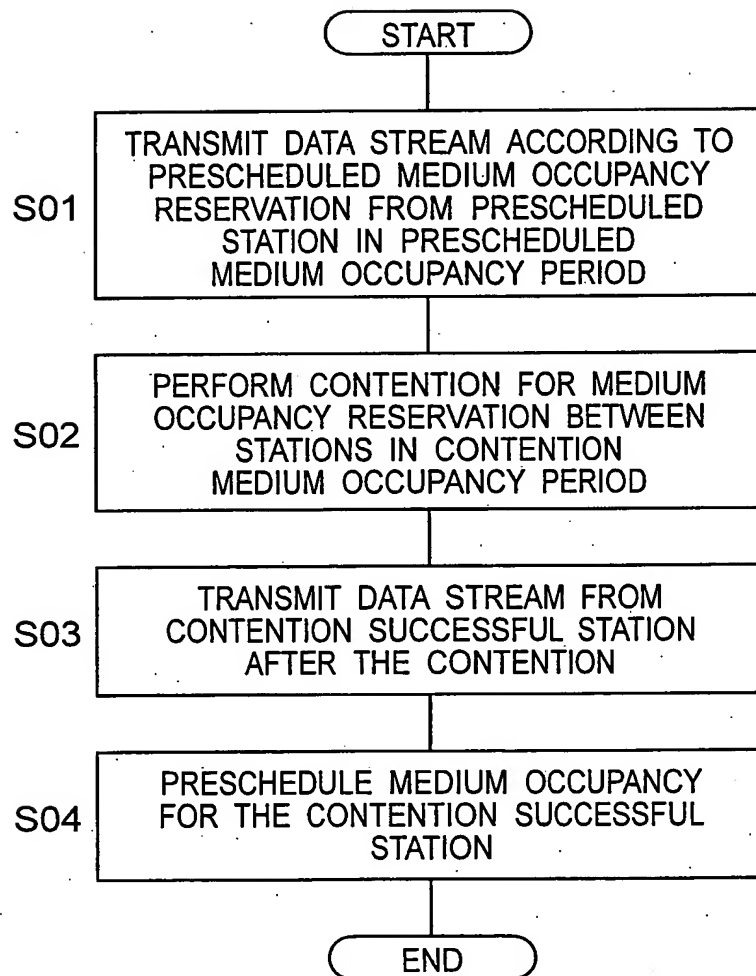 START
S01
TRANSMIT DATA STREAM ACCORDING TO
PRESCHEDULED MEDIUM OCCUPANCY
RESERVATION FROM PRESCHEDULED
STATION IN PRESCHEDULED
MEDIUM OCCUPANCY PERIOD
S02
PERFORM CONTENTION FOR MEDIUM
OCCUPANCY RESERVATION BETWEEN
STATIONS IN CONTENTION
MEDIUM OCCUPANCY PERIOD
S03
TRANSMIT DATA STREAM FROM
CONTENTION SUCCESSFUL STATION
AFTER THE CONTENTION
S04
PRESCHEDULE MEDIUM OCCUPANCY
FOR THE CONTENTION SUCCESSFUL
STATION
END